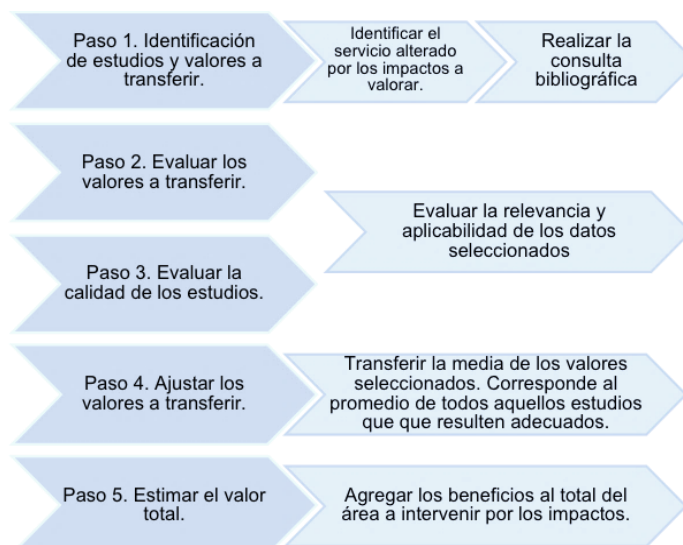 Paso 1. Identificación
de estudios y valores a
transferir.
Identificar el
servicio alterado
por los impactos a
valorar.
Realizar la
consulta
bibliográfica
Paso 2. Evaluar los
valores a transferir.
Evaluar la relevancia y
aplicabilidad de los datos
seleccionados
Paso 3. Evaluar la
calidad de los estudios.
Paso 4. Ajustar los
valores a transferir.
Transferir la media de los valores
seleccionados. Corresponde al
promedio de todos aquellos estudios
que que resulten adecuados.
Paso 5. Estimar el valor
total.
Agregar los beneficios al total del
área a intervenir por los impactos.